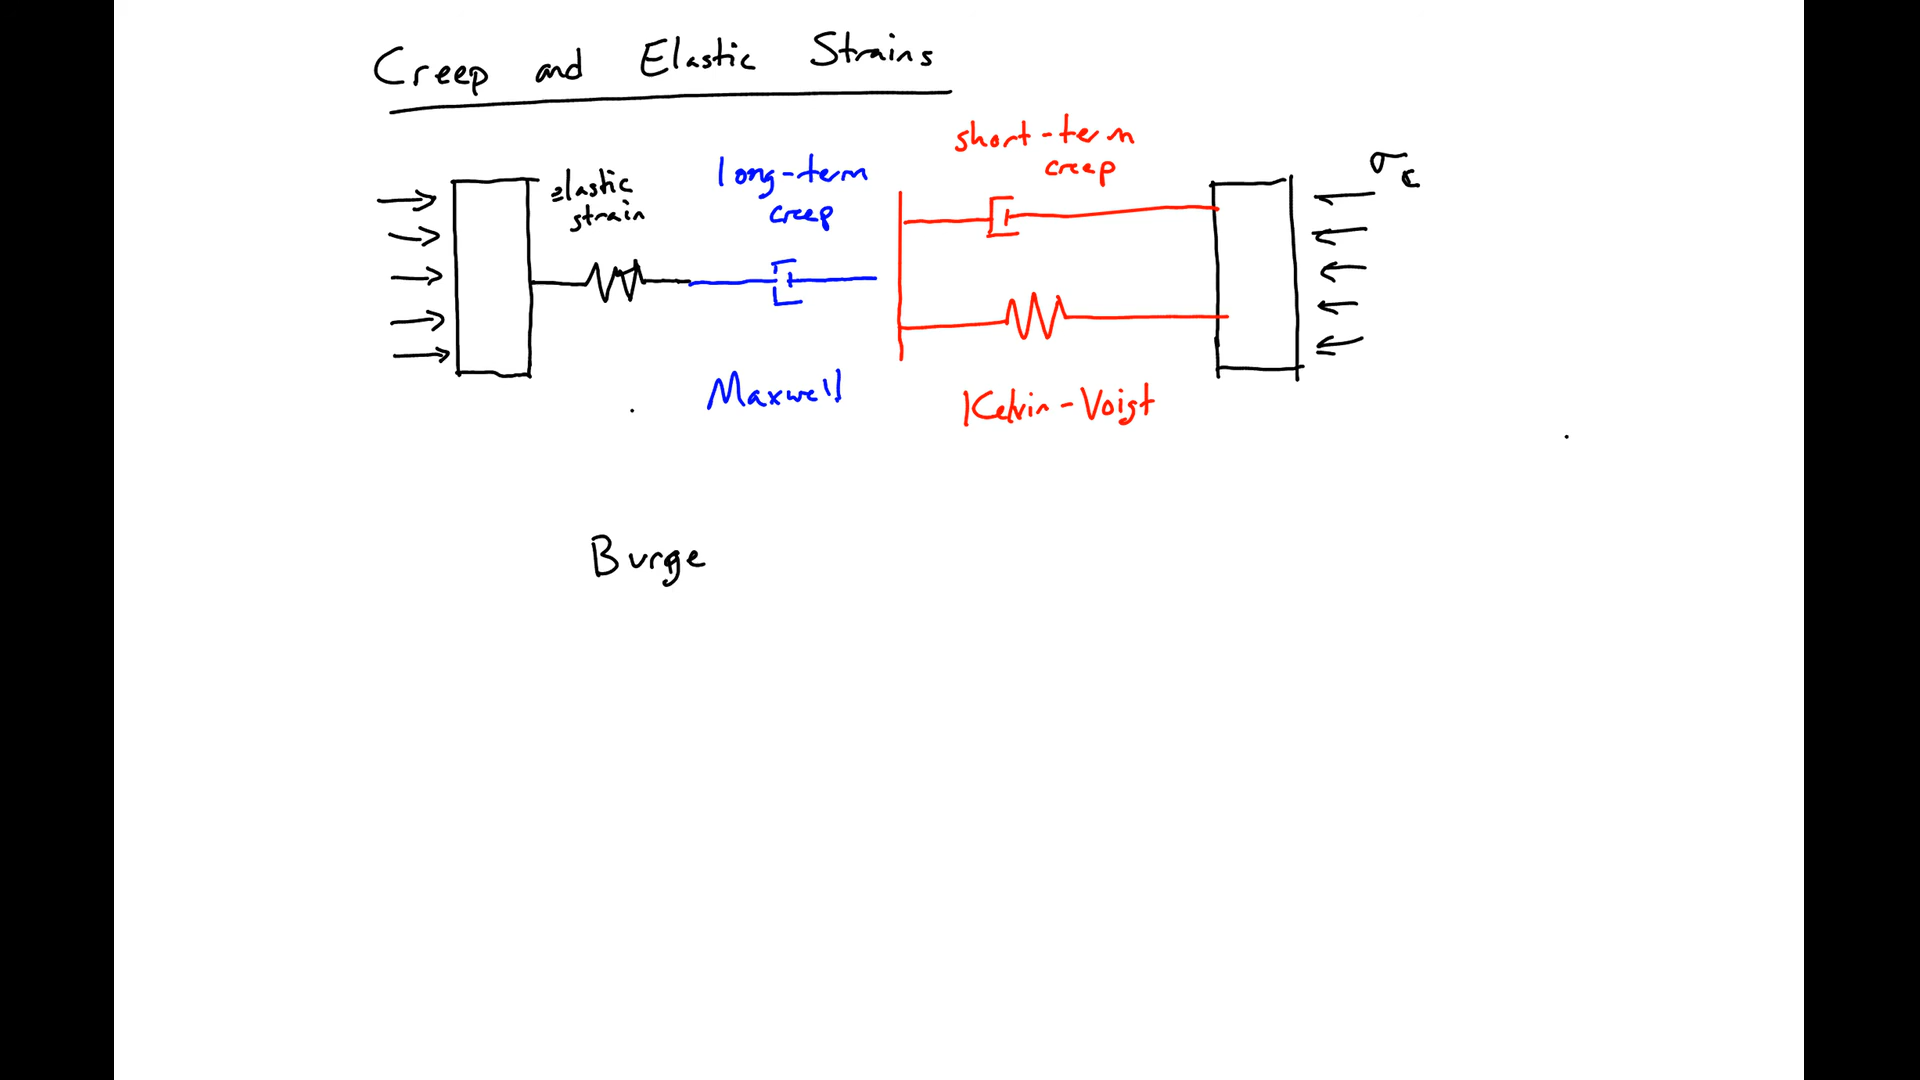 Creep and Elastic Strains
short-term
creep
σc
elastic
strain
long-term
creep
Maxwell
Kelvin-Voigt
Burge